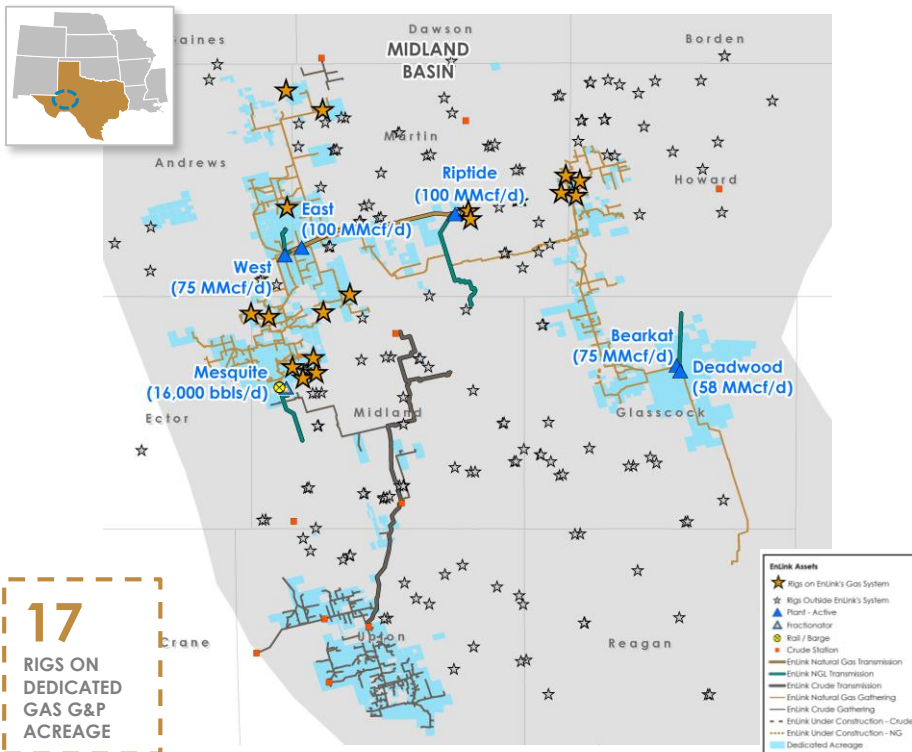 Gaines
Dawson
Borden
MIDLAND
BASIN
Andrews
Martin
Howard
Riptide
(100 MMcf/d)
East
(100 MMcf/d)
West
(75 MMcf/d)
Bearkat
(75 MMcf/d)
Deadwood
(58 MMcf/d)
Mesquite
(16,000 bbls/d)
Ector
Midland
Glasscock
Crane
Upton
Reagan
17
RIGS ON
DEDICATED
GAS G&P
ACREAGE
EnLink Assets
Rigs on EnLink's Gas System
Rigs Outside EnLink's System
Plant - Active
Fractionator
Rail / Barge
Crude Station
EnLink Natural Gas Transmission
EnLink NGL Transmission
EnLink Crude Transmission
EnLink Natural Gas Gathering
EnLink Crude Gathering
EnLink Under Construction - Crude
EnLink Under Construction - NG
Dedicated Acreage